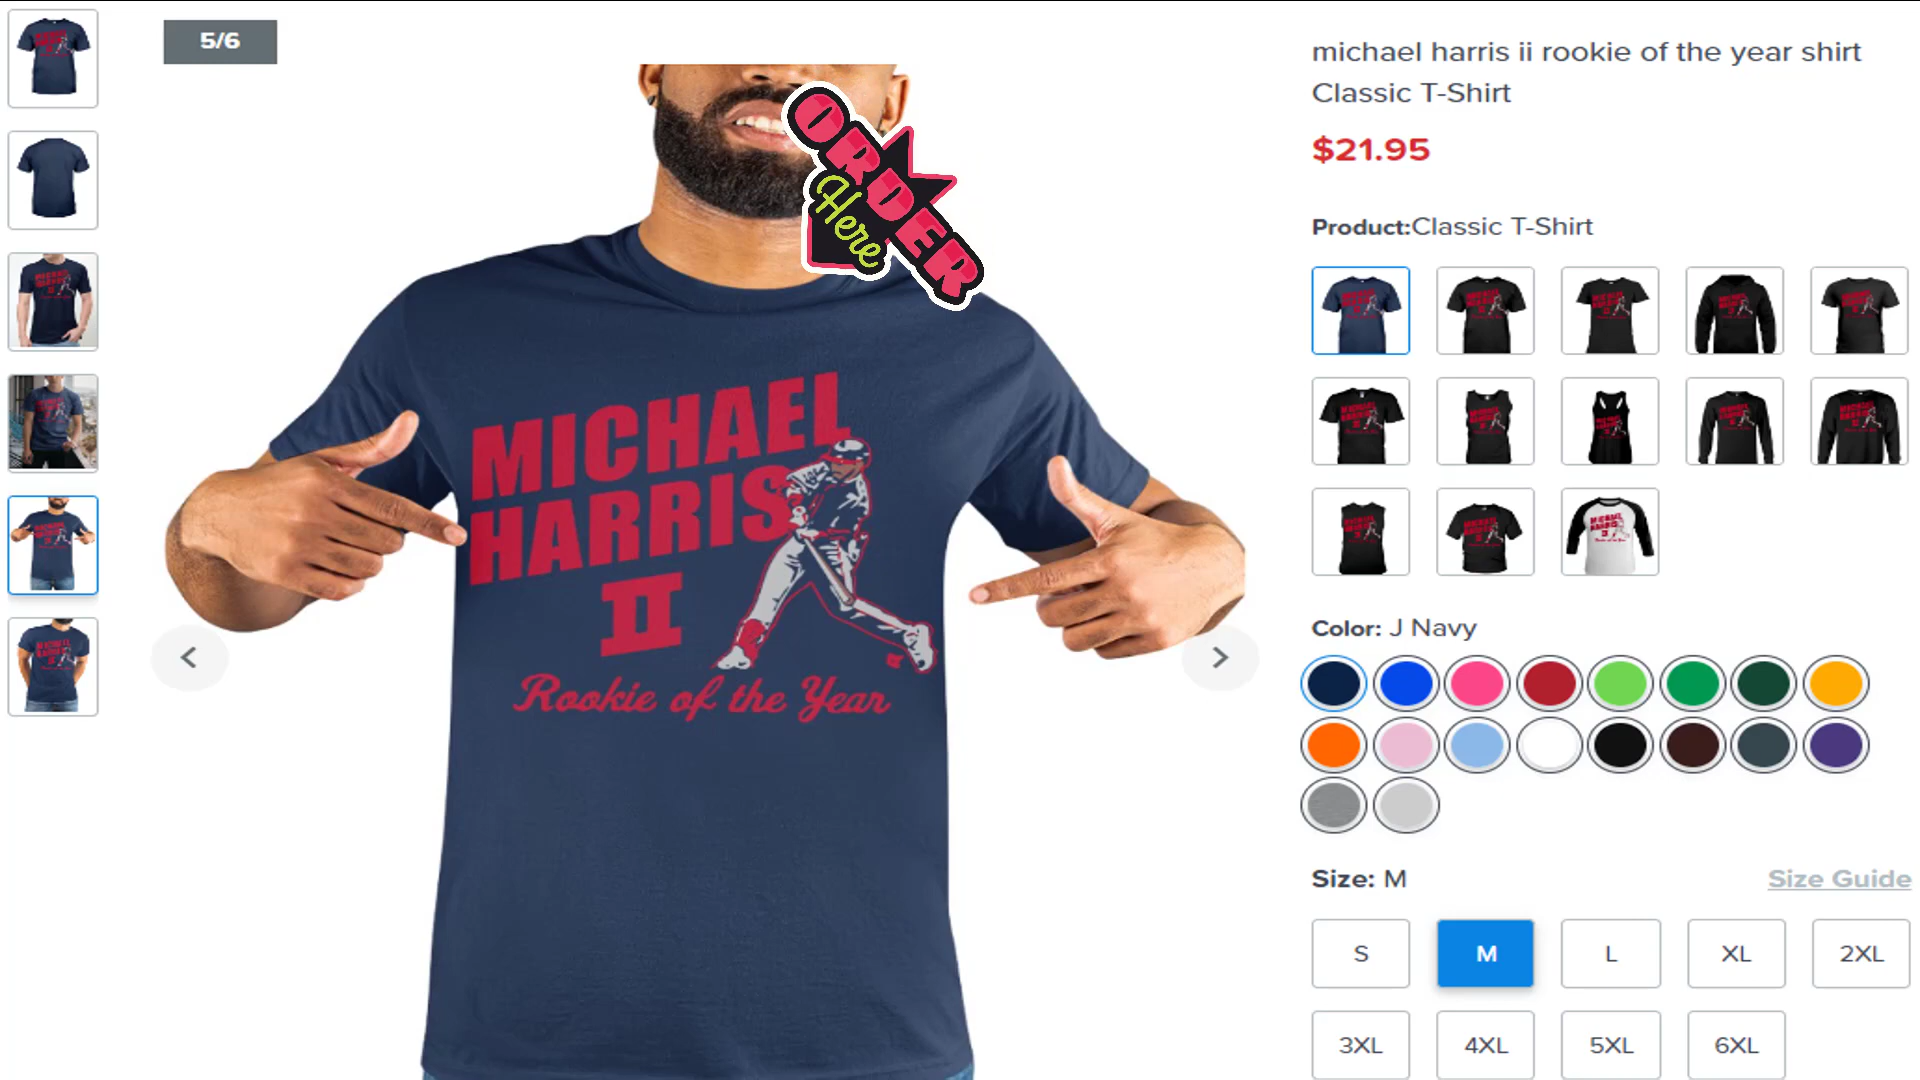 5/6
ORDER
Here
MICHAEL
HARRIS
II
Rookie of the Year
michael harris ii rookie of the year shirt
Classic T-Shirt
$21.95
Product:Classic T-Shirt
Color: J Navy
Size: M
Size Guide
S
M
L
XL
2XL
3XL
4XL
5XL
6XL